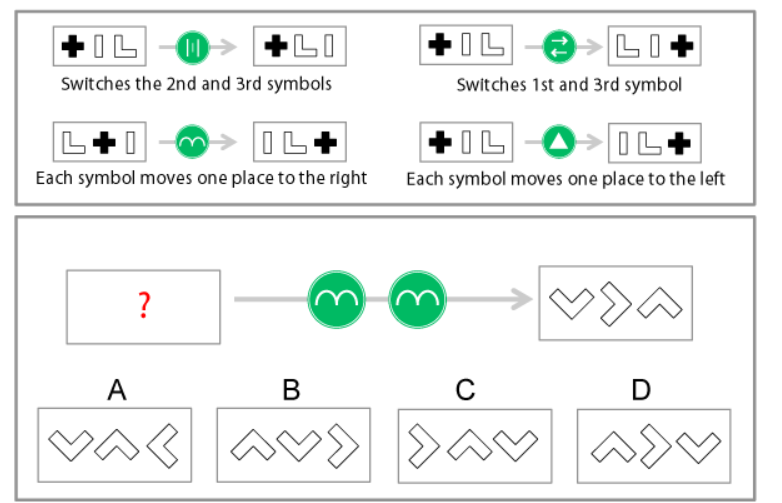 Switches the 2nd and 3rd symbols
Switches 1st and 3rd symbol
Each symbol moves one place to the right
Each symbol moves one place to the left
?
A B C D